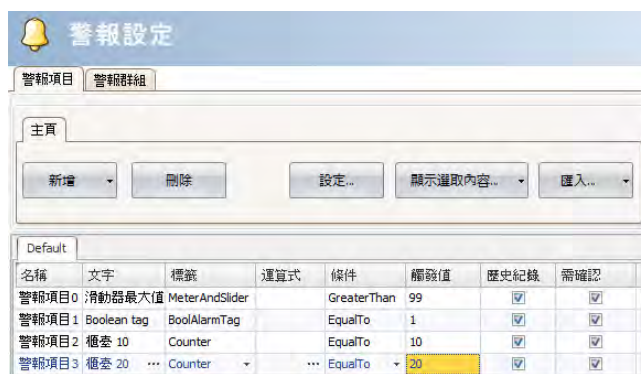 警報設定
警報項目 警報群組
主頁
新增 刪除 設定... 顯示選取內容... 匯入...
Default
名稱 文字 標籤 運算式 條件 觸發值 歷史紀錄 需確認
警報項目0 滑動器最大值 MeterAndSlider GreaterThan 99
警報項目1 Boolean tag BoolAlarmTag EqualTo 1
警報項目2 櫃臺 10 Counter EqualTo 10
警報項目3 櫃臺 20 ... Counter ... EqualTo 20